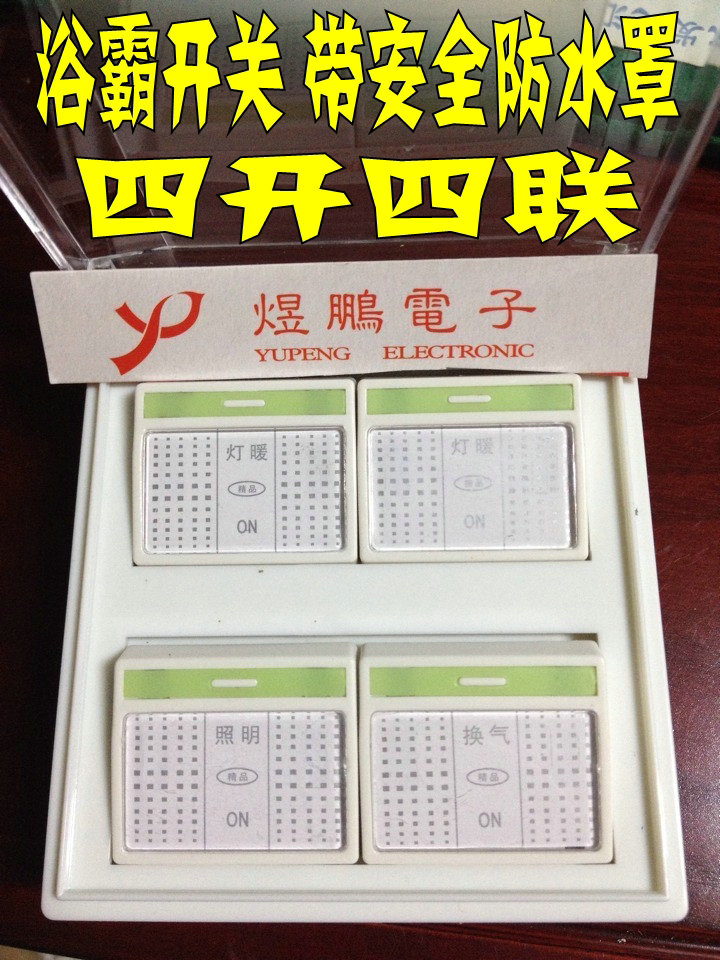 浴霸开关 带安全防水罩
四开四联
煜鵬電子
YUPENG ELECTRONIC
灯暖
精品
ON
灯暖
精品
ON
照明
精品
ON
换气
精品
ON